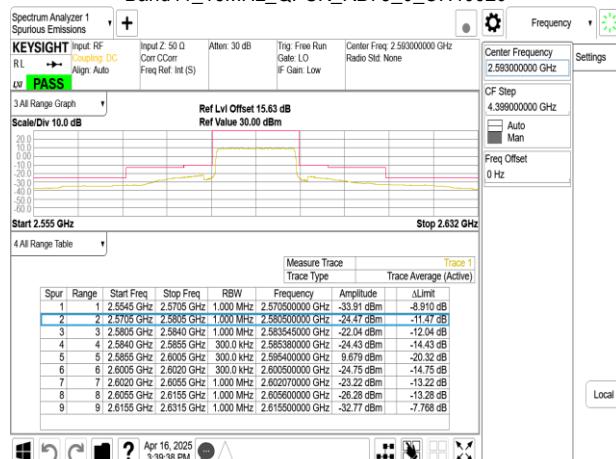 Spectrum Analyzer 1
Spurious Emissions
Frequency
KEYSIGHT
Input: RF
Input Z: 50 Ω
Atten: 30 dB
Trig: Free Run
Center Freq: 2.593000000 GHz
RL
Coupling: DC
Corr CCorr
Gate: LO
Radio Std: None
Align: Auto
Freq Ref: Int (S)
IF Gain: Low
LXI
PASS
Center Frequency
2.593000000 GHz
Settings
CF Step
4.399000000 GHz
Auto
Man
Freq Offset
0 Hz
3 All Range Graph
Ref Lvl Offset 15.63 dB
Scale/Div 10.0 dB
Ref Value 30.00 dBm
20.0
10.0
0.00
-10.0
-20.0
-30.0
-40.0
-50.0
-60.0
Start 2.555 GHz
Stop 2.632 GHz
4 All Range Table
Measure Trace
Trace 1
Trace Type
Trace Average (Active)
Spur Range Start Freq Stop Freq RBW Frequency Amplitude ΔLimit
1 1 2.5545 GHz 2.5705 GHz 1.000 MHz 2.570500000 GHz -33.91 dBm -8.910 dB
2 2 2.5705 GHz 2.5805 GHz 1.000 MHz 2.580500000 GHz -24.47 dBm -11.47 dB
3 3 2.5805 GHz 2.5840 GHz 1.000 MHz 2.583545000 GHz -22.04 dBm -12.04 dB
4 4 2.5840 GHz 2.5855 GHz 300.0 kHz 2.585380000 GHz -24.43 dBm -14.43 dB
5 5 2.5855 GHz 2.6005 GHz 300.0 kHz 2.595400000 GHz 9.679 dBm -20.32 dB
6 6 2.6005 GHz 2.6020 GHz 300.0 kHz 2.600500000 GHz -24.75 dBm -14.75 dB
7 7 2.6020 GHz 2.6055 GHz 1.000 MHz 2.602070000 GHz -23.22 dBm -13.22 dB
8 8 2.6055 GHz 2.6155 GHz 1.000 MHz 2.605600000 GHz -26.28 dBm -13.28 dB
9 9 2.6155 GHz 2.6315 GHz 1.000 MHz 2.615500000 GHz -32.77 dBm -7.768 dB
Local
Apr 16, 2025
3:39:38 PM